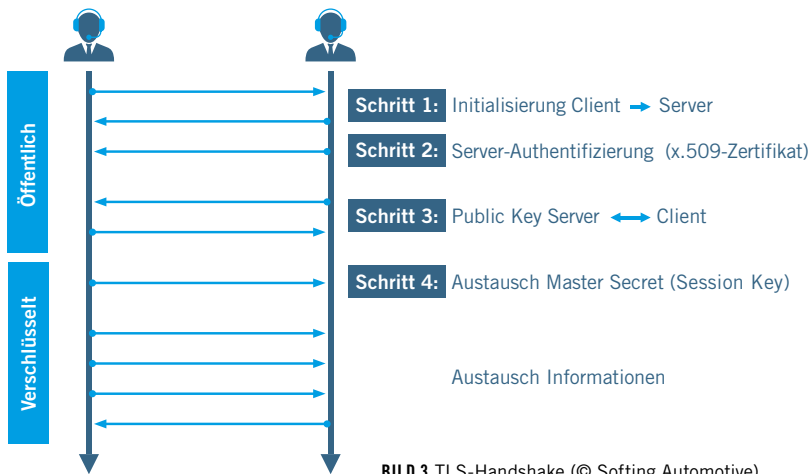 Öffentlich
Schritt 1: Initialisierung Client Server
Schritt 2: Server-Authentifizierung (x.509-Zertifikat)
Schritt 3: Public Key Server Client
Verschlüsselt
Schritt 4: Austausch Master Secret (Session Key)
Austausch Informationen
BILD 3 TLS-Handshake (© Softing Automotive)